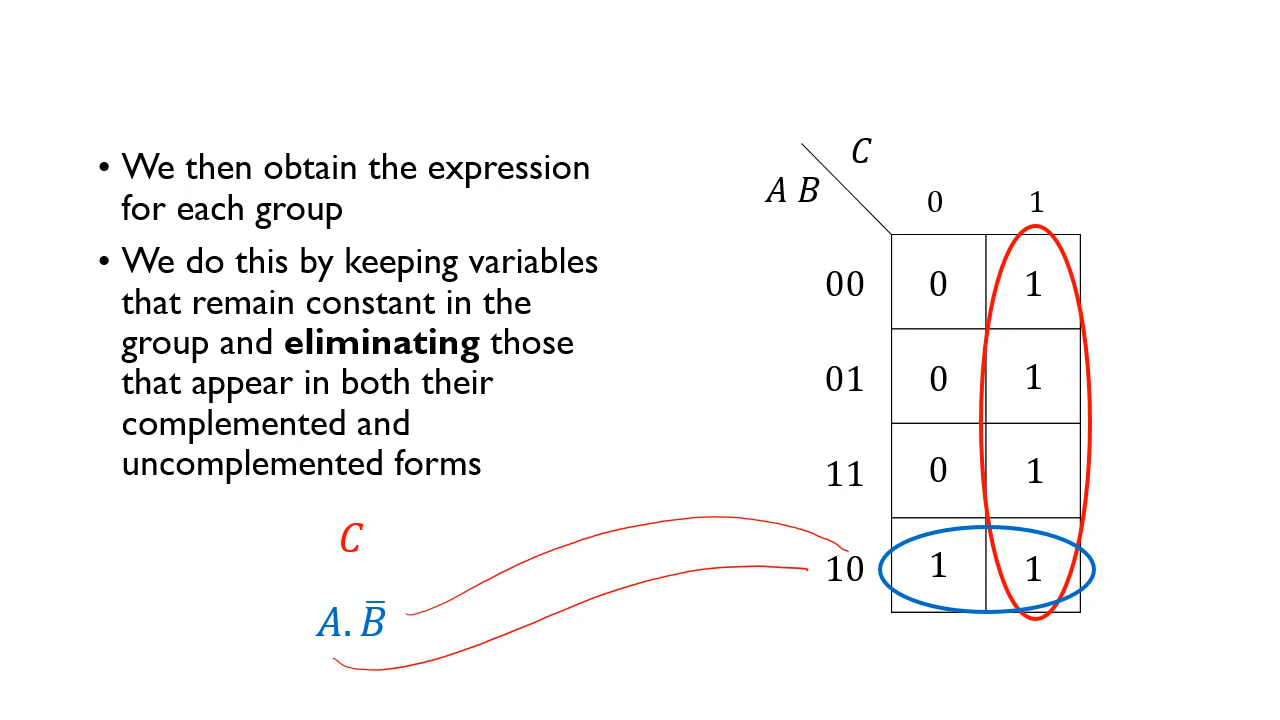 • We then obtain the expression
for each group
• We do this by keeping variables
that remain constant in the
group and eliminating those
that appear in both their
complemented and
uncomplemented forms
C
A. B̅
C
A B
0 1
00 0 1
01 0 1
11 0 1
10 1 1